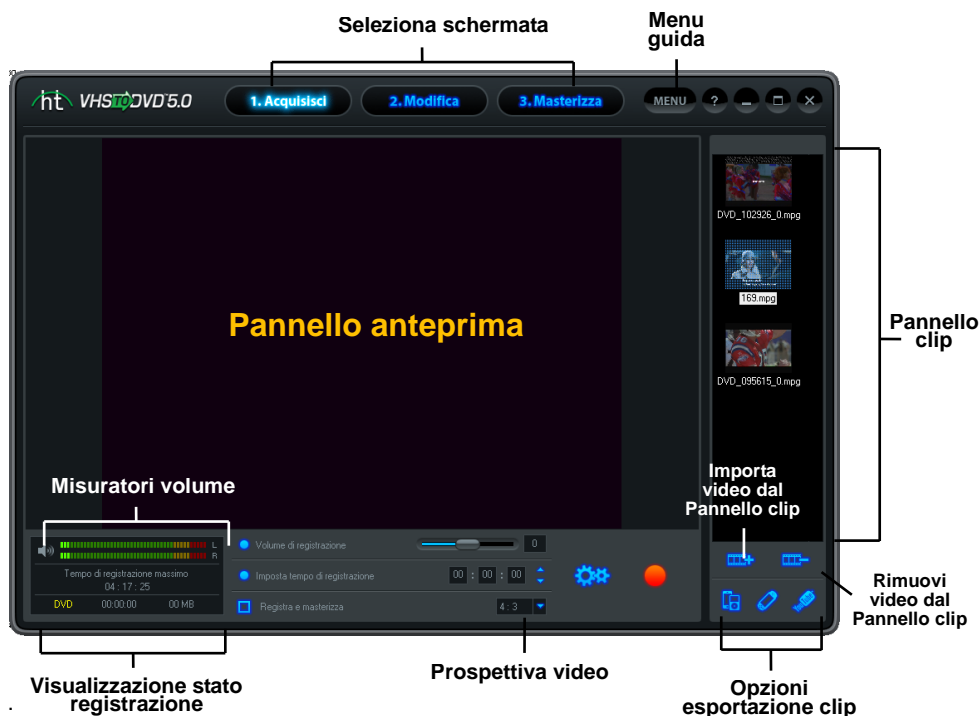 Seleziona schermata
Menu
guida
ht VHS TO DVD 5.0
1. Acquisisci
2. Modifica
3. Masterizza
MENU
?
DVD_102926_0.mpg
169.mpg
DVD_095615_0.mpg
Pannello
clip
Pannello anteprima
Misuratori volume
Importa
video dal
Pannello clip
L
R
Tempo di registrazione massimo
04 : 17 : 25
DVD 00:00:00 00 MB
Volume di registrazione 0
Imposta tempo di registrazione 00 : 00 : 00
Registra e masterizza 4 : 3
Rimuovi
video dal
Pannello clip
Visualizzazione stato
registrazione
Prospettiva video
Opzioni
esportazione clip